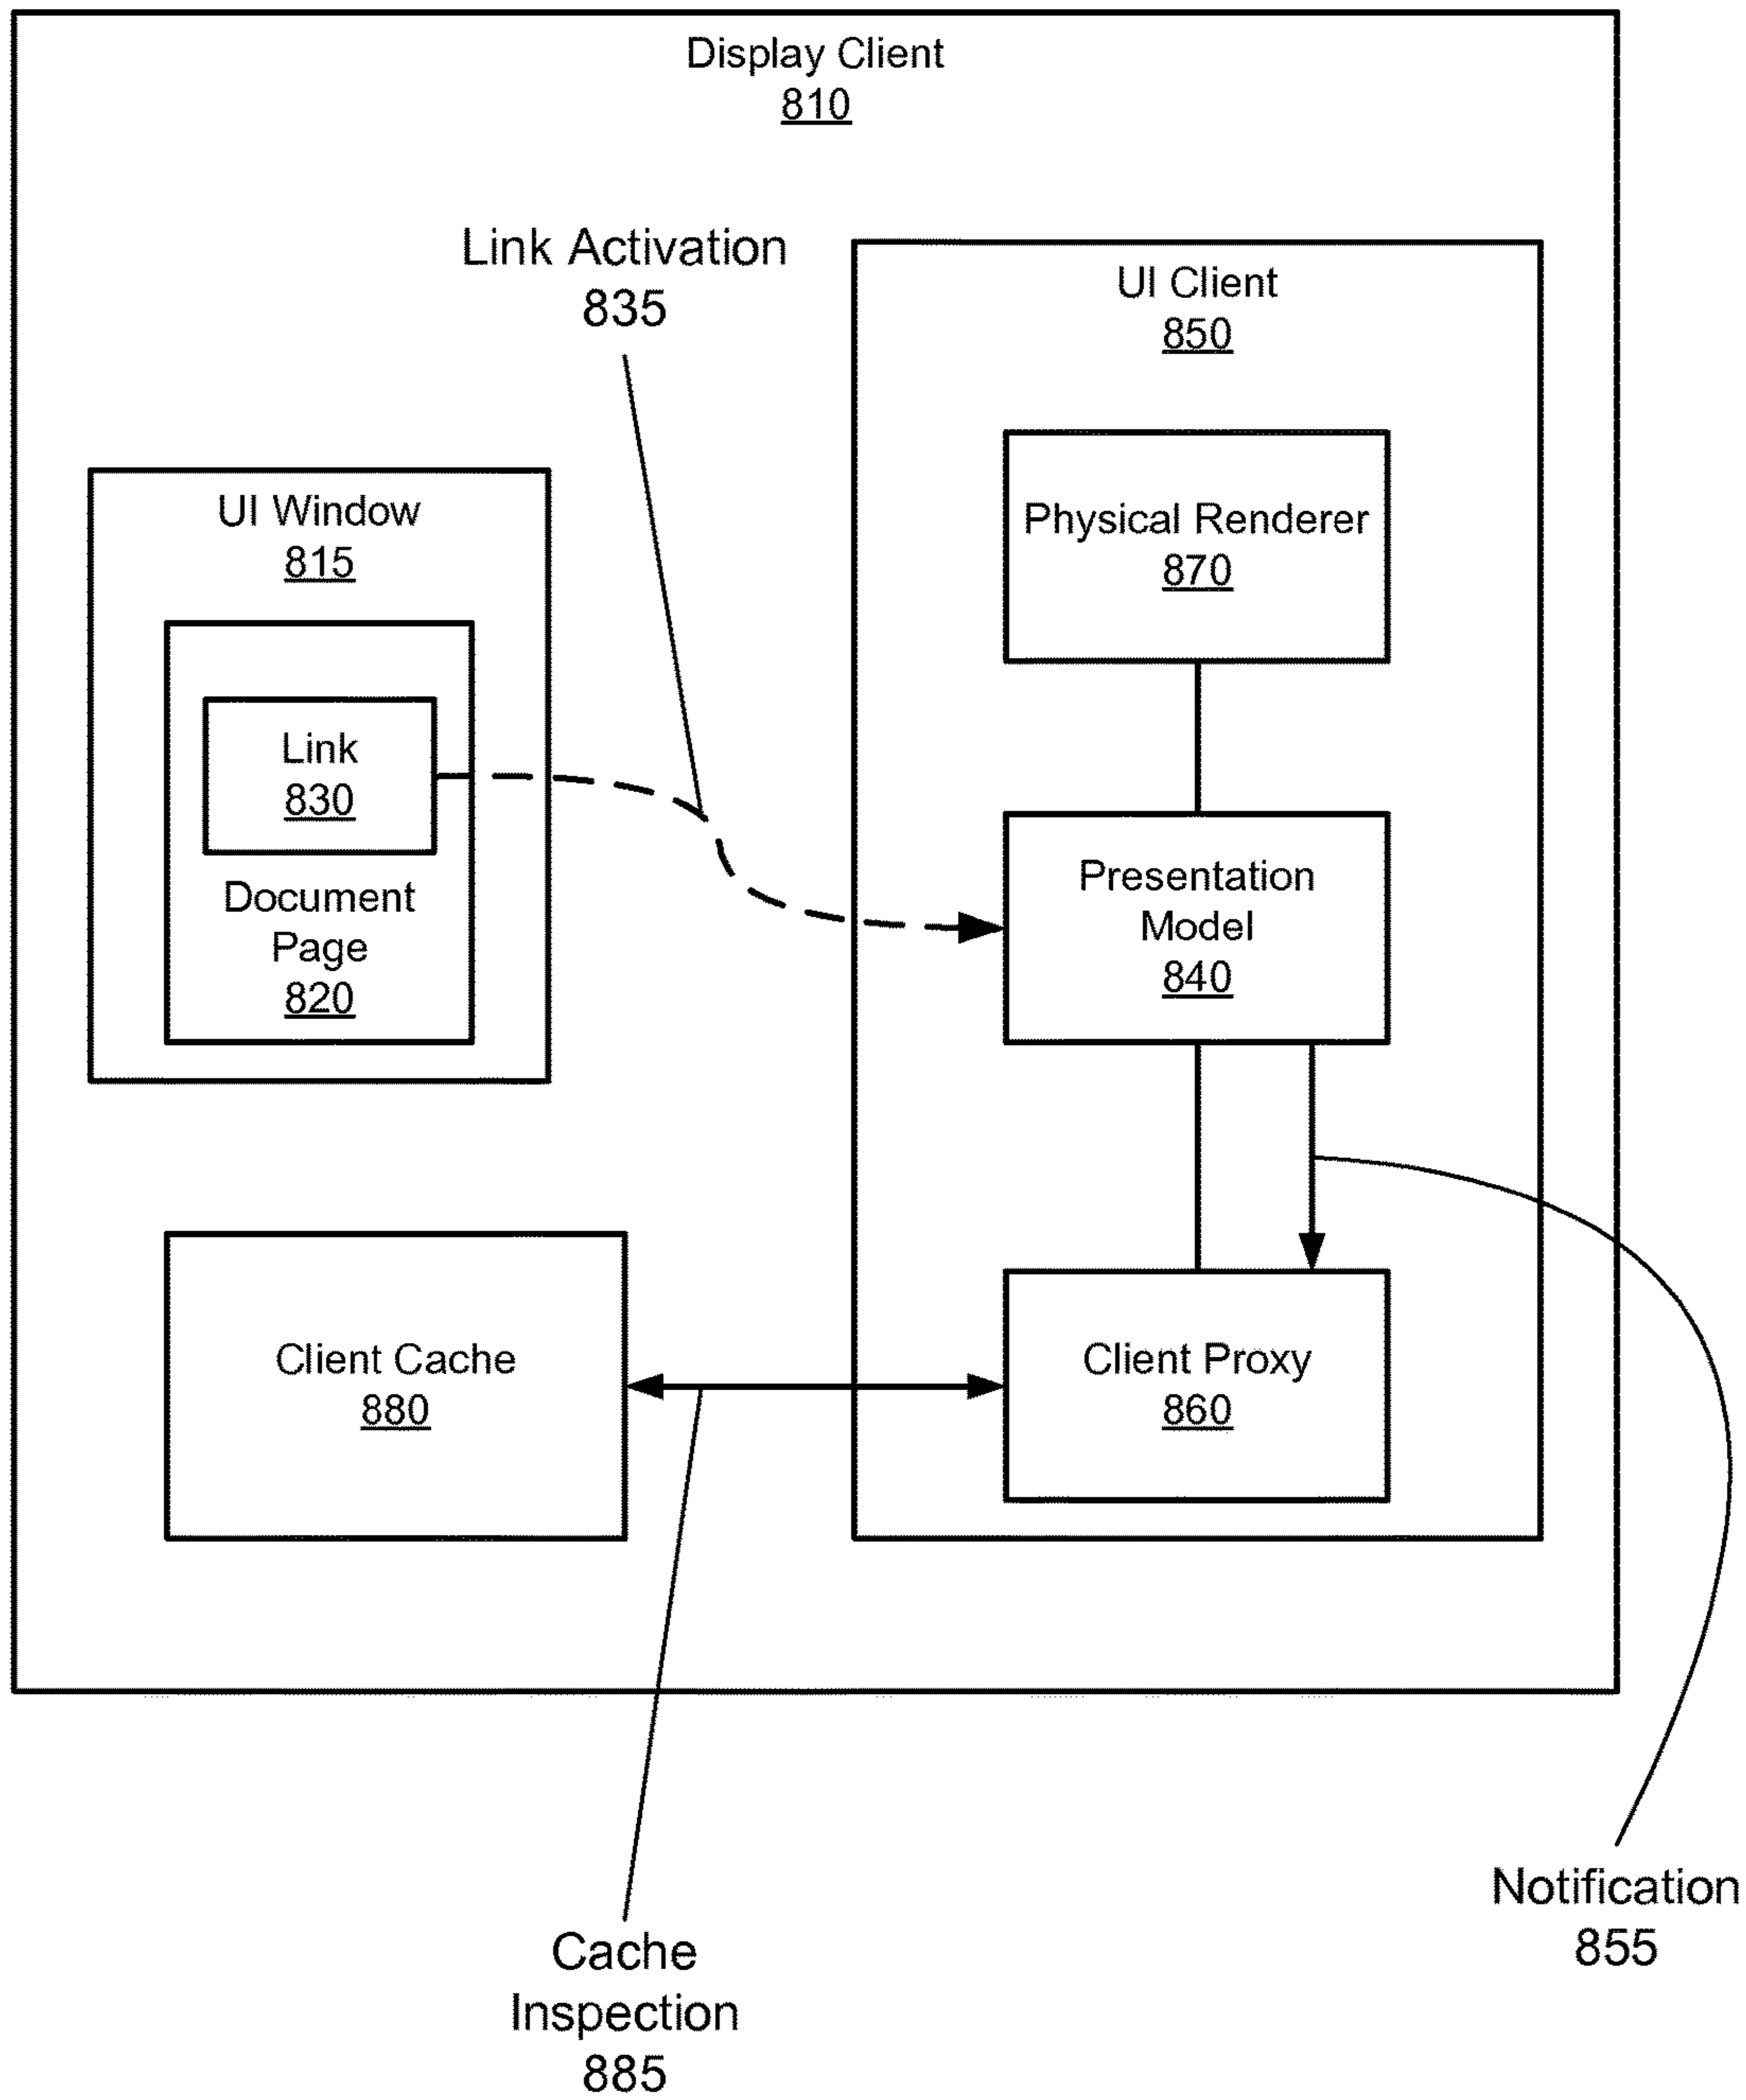 Display Client
810
Link Activation
835
UI Client
850
Physical Renderer
870
UI Window
815
Link
830
Document
Page
820
Presentation
Model
840
Client Cache
880
Client Proxy
860
Notification
855
Cache
Inspection
885